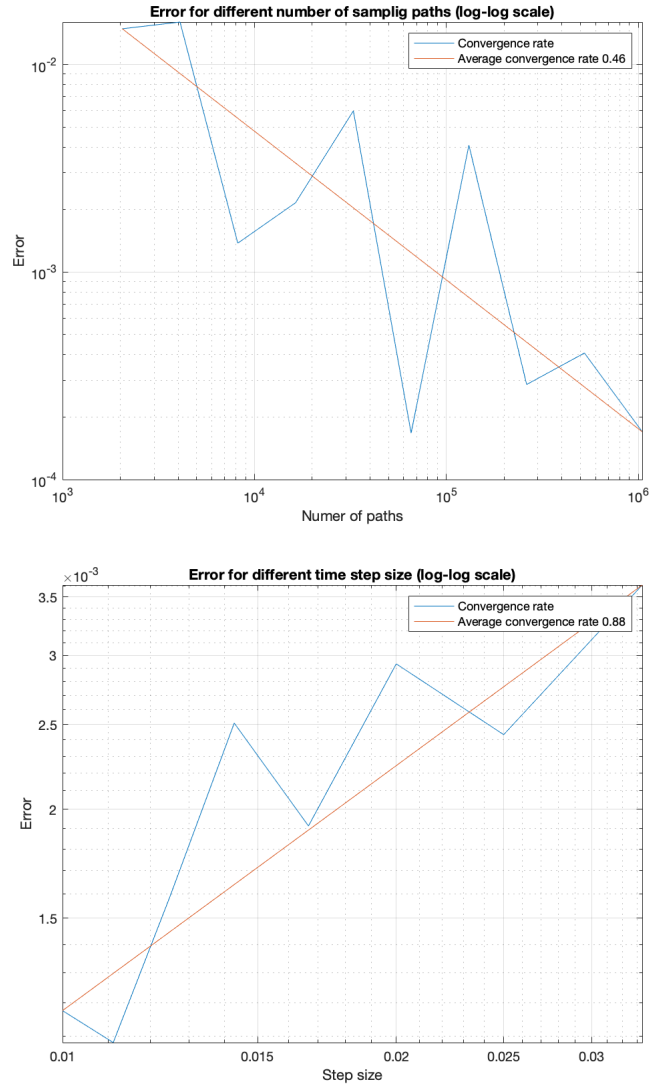 Error for different number of samplig paths (log-log scale)
Convergence rate
Average convergence rate 0.46
10^-2
10^-3
10^-4
Error
10^3
10^4
10^5
10^6
Numer of paths
Error for different time step size (log-log scale)
×10^-3
Convergence rate
Average convergence rate 0.88
3.5
3
2.5
2
1.5
Error
0.01
0.015
0.02
0.025
0.03
Step size